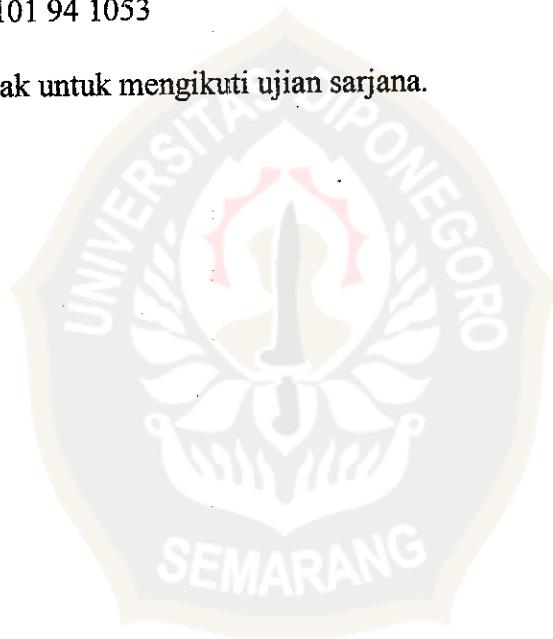 101 94 1053
ak untuk mengikuti ujian sarjana.
UNIVERSITAS DIPONEGORO
SEMARANG